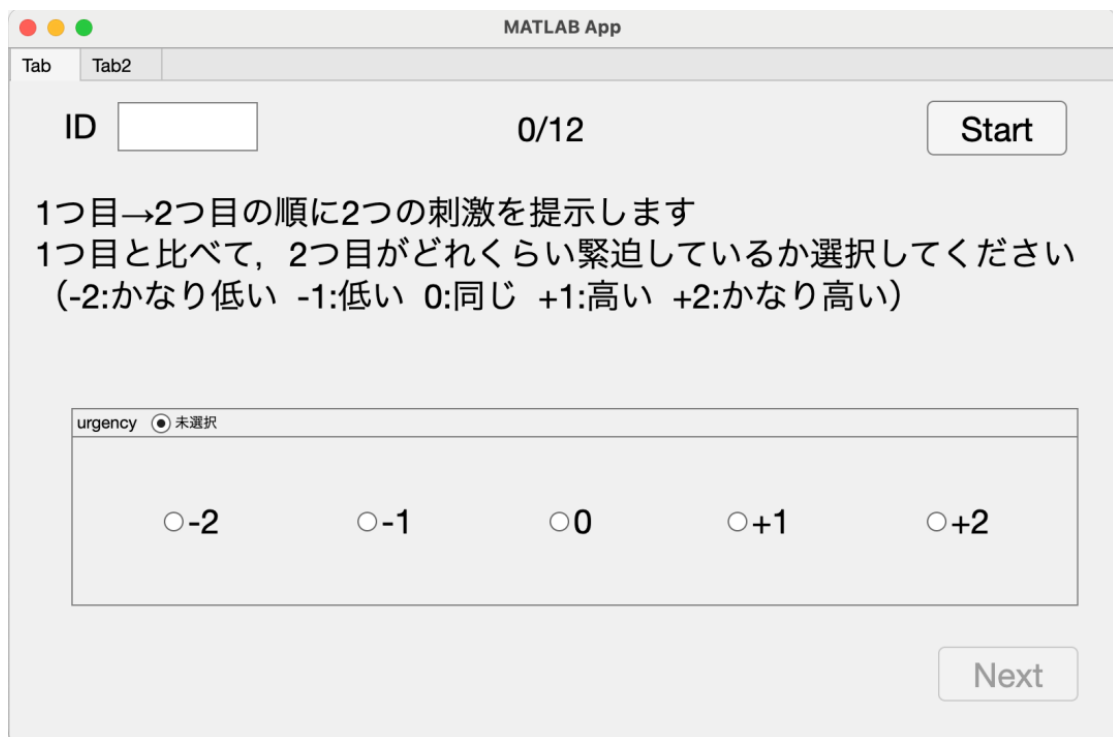 MATLAB App
Tab Tab2
ID 0/12 Start
1つ目→2つ目の順に2つの刺激を提示します
1つ目と比べて，2つ目がどれくらい緊迫しているか選択してください
（-2:かなり低い -1:低い 0:同じ +1:高い +2:かなり高い）
urgency 未選択
-2 -1 0 +1 +2
Next